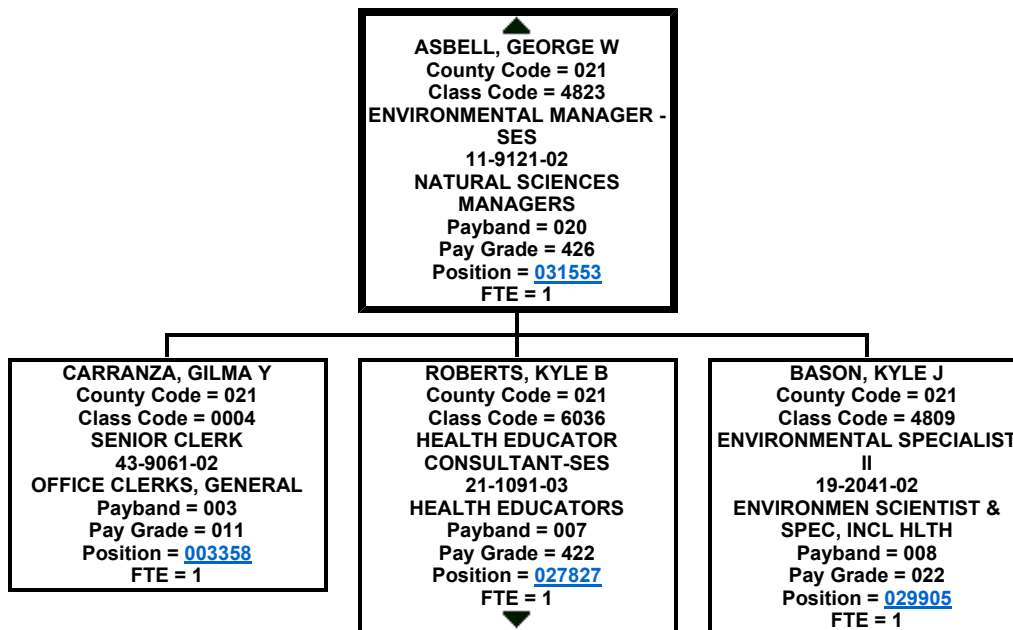 ASBELL, GEORGE W
County Code = 021
Class Code = 4823
ENVIRONMENTAL MANAGER -
SES
11-9121-02
NATURAL SCIENCES
MANAGERS
Payband = 020
Pay Grade = 426
Position = 031553
FTE = 1
CARRANZA, GILMA Y
County Code = 021
Class Code = 0004
SENIOR CLERK
43-9061-02
OFFICE CLERKS, GENERAL
Payband = 003
Pay Grade = 011
Position = 003358
FTE = 1
ROBERTS, KYLE B
County Code = 021
Class Code = 6036
HEALTH EDUCATOR
CONSULTANT-SES
21-1091-03
HEALTH EDUCATORS
Payband = 007
Pay Grade = 422
Position = 027827
FTE = 1
BASON, KYLE J
County Code = 021
Class Code = 4809
ENVIRONMENTAL SPECIALIST
II
19-2041-02
ENVIRONMEN SCIENTIST &
SPEC, INCL HLTH
Payband = 008
Pay Grade = 022
Position = 029905
FTE = 1